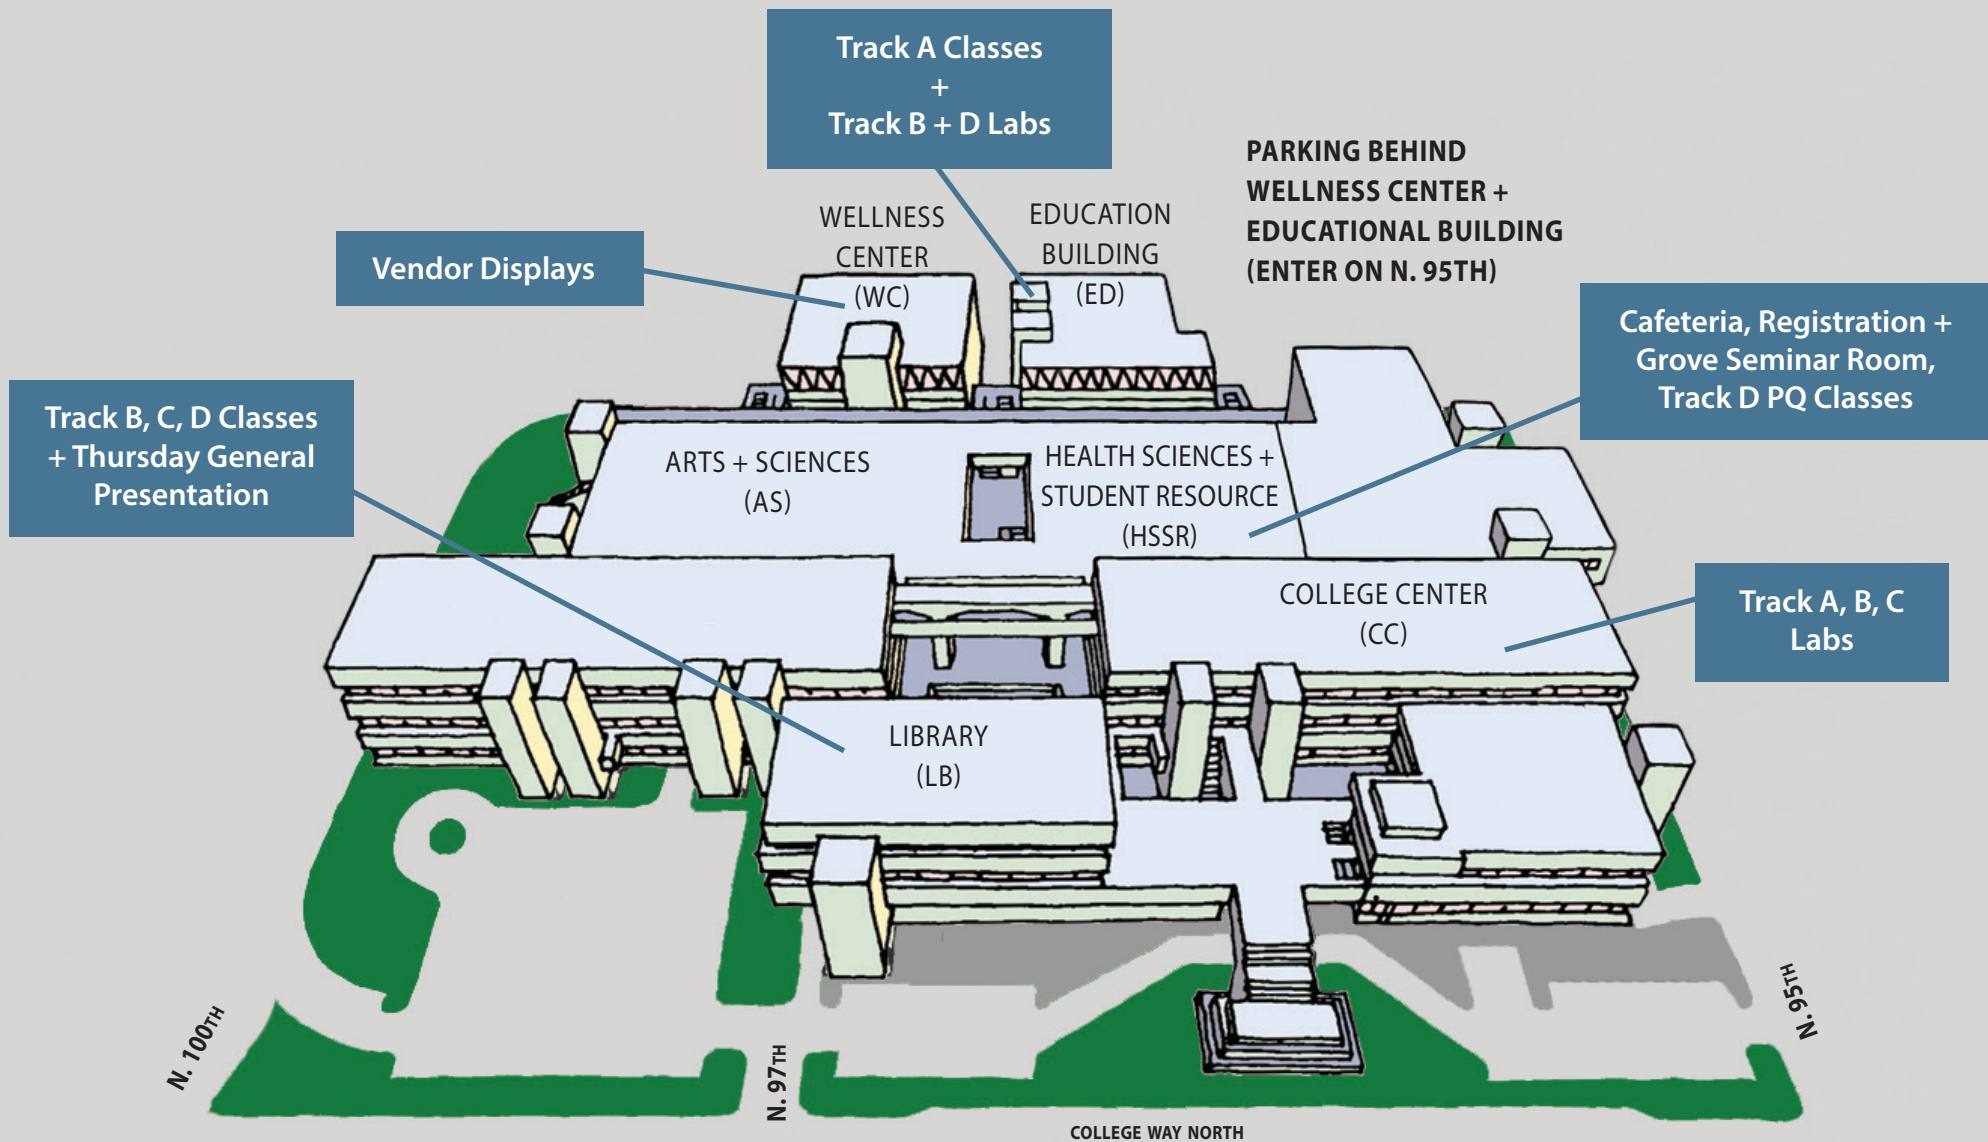 Track A Classes
+
Track B + D Labs
PARKING BEHIND
WELLNESS CENTER +
EDUCATIONAL BUILDING
(ENTER ON N. 95TH)
WELLNESS
CENTER
(WC)
EDUCATION
BUILDING
(ED)
Vendor Displays
Cafeteria, Registration +
Grove Seminar Room,
Track D PQ Classes
Track B, C, D Classes
+ Thursday General
Presentation
ARTS + SCIENCES
(AS)
HEALTH SCIENCES +
STUDENT RESOURCE
(HSSR)
COLLEGE CENTER
(CC)
Track A, B, C
Labs
LIBRARY
(LB)
N. 100TH
N. 97TH
N. 95TH
COLLEGE WAY NORTH